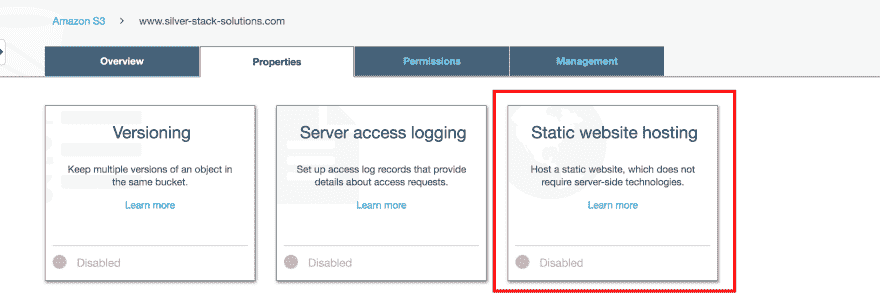 Amazon S3 > www.silver-stack-solutions.com
Overview Properties Permissions Management
Versioning
Keep multiple versions of an object in
the same bucket.
Learn more
Disabled
Server access logging
Set up access log records that provide
details about access requests.
Learn more
Disabled
Static website hosting
Host a static website, which does not
require server-side technologies.
Learn more
Disabled